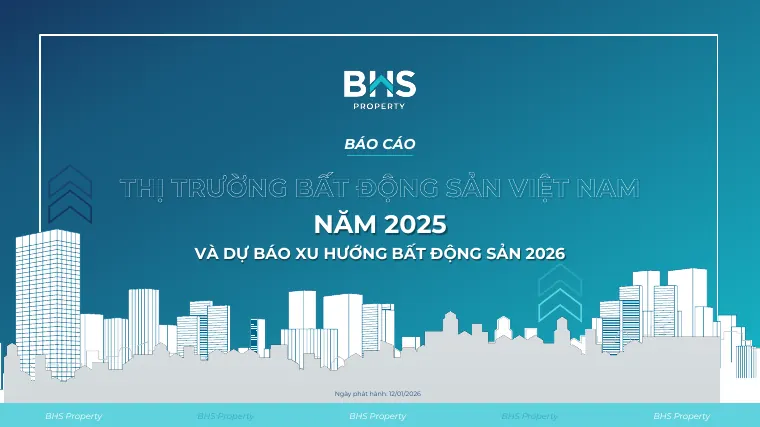 BHS
PROPERTY
BÁO CÁO
THỊ TRƯỜNG BẤT ĐỘNG SẢN VIỆT NAM
NĂM 2025
VÀ DỰ BÁO XU HƯỚNG BẤT ĐỘNG SẢN 2026
Ngày phát hành: 12/01/2026
BHS Property BHS Property BHS Property BHS Property BHS Property